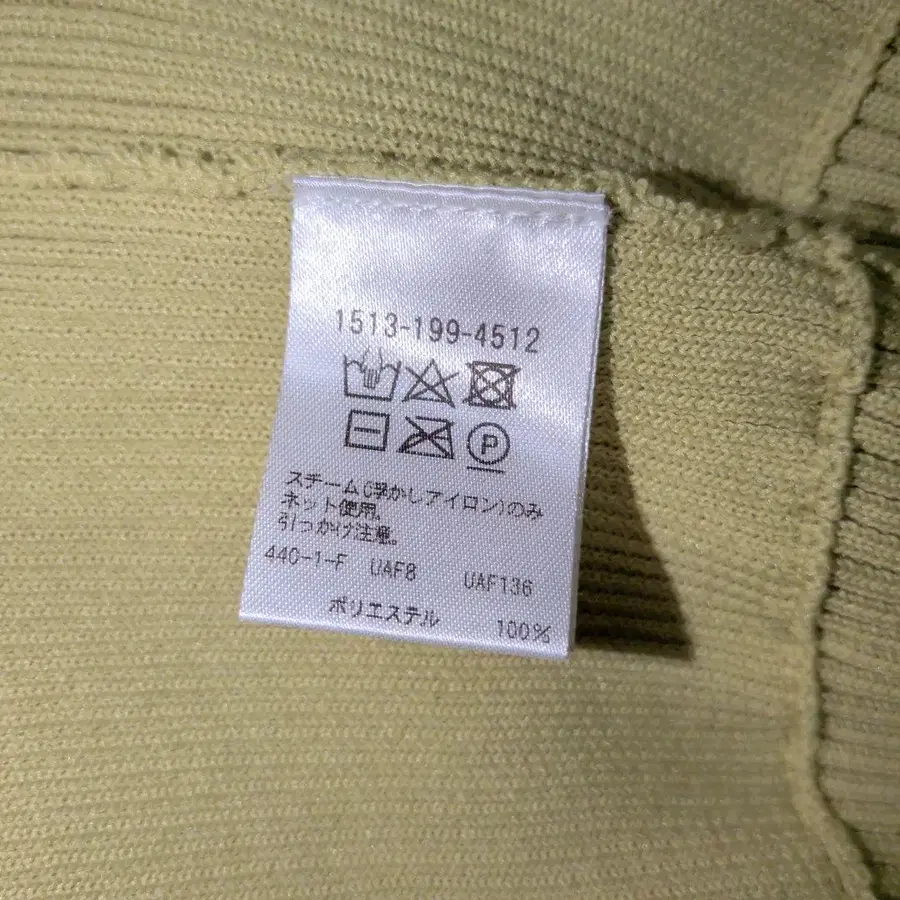 1513-199-4512
P
スチーム(浮かしアイロン)のみ
ネット使用。
引っかけ注意。
440-1-F UAF8 UAF136
ポリエステル 100%